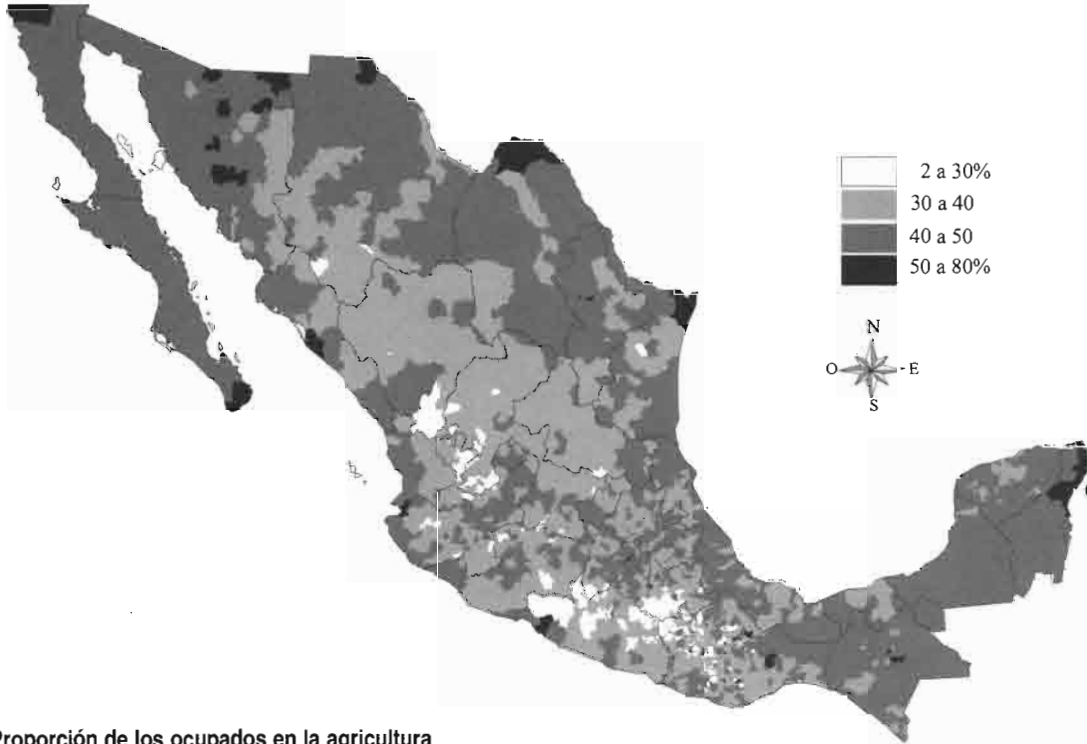 2 a 30%
30 a 40
40 a 50
50 a 80%
N
O E
S
Proporción de los ocupados en la agricultura